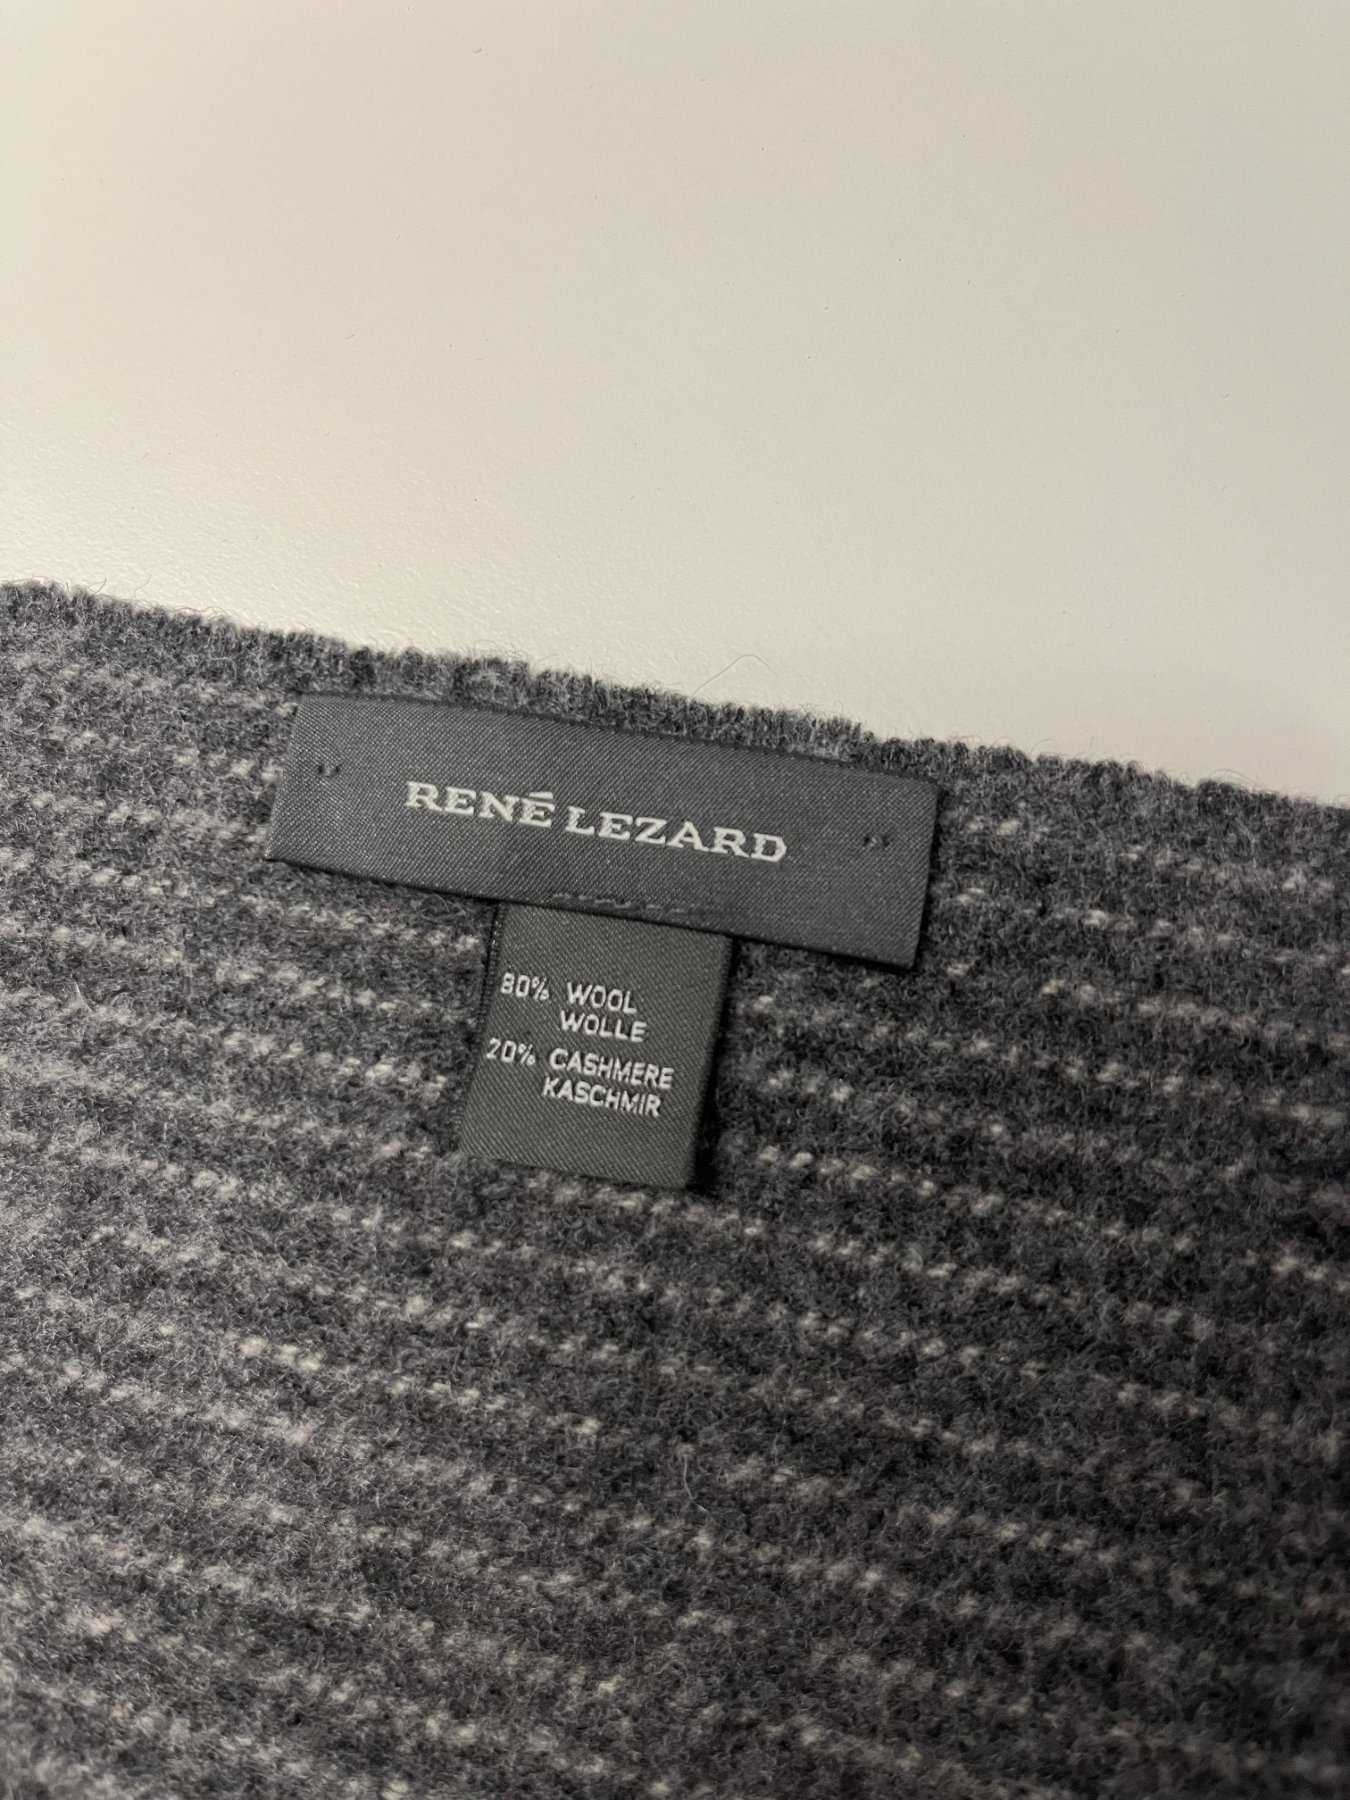 RENÉ LEZARD
80% WOOL
WOLLE
20% CASHMERE
KASCHMIR